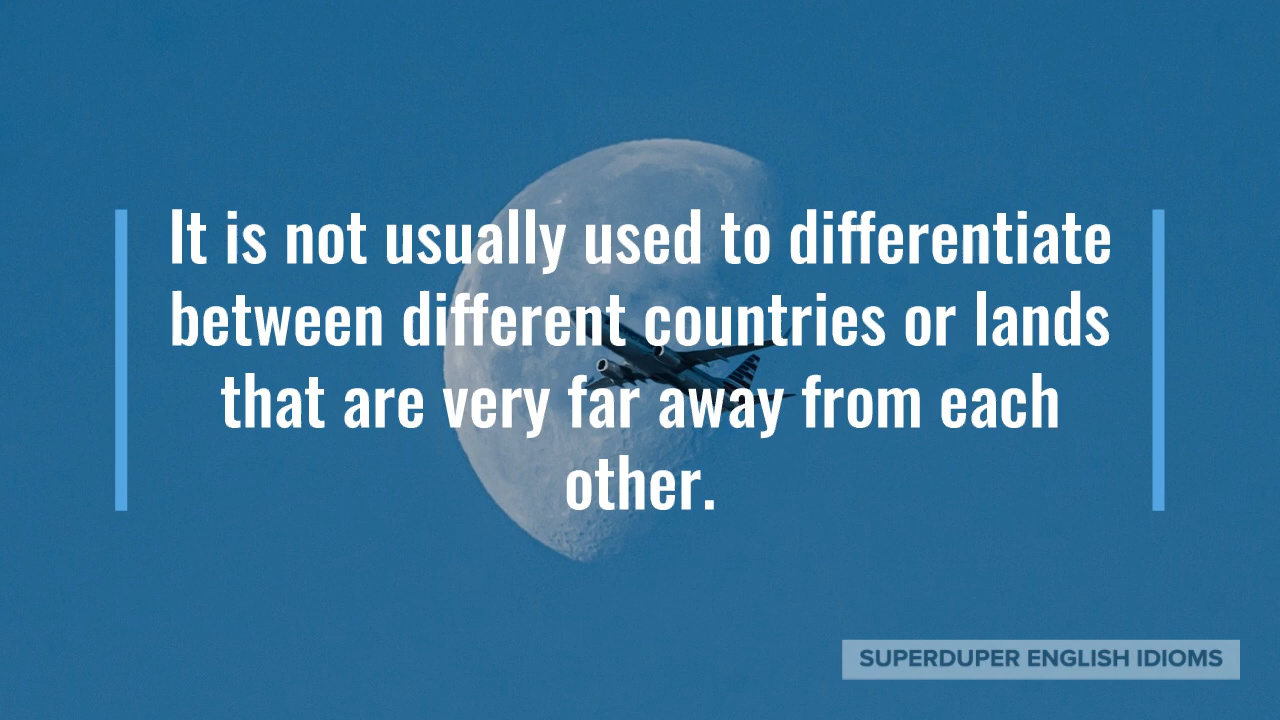 It is not usually used to differentiate
between different countries or lands
that are very far away from each
other.
SUPERDUPER ENGLISH IDIOMS